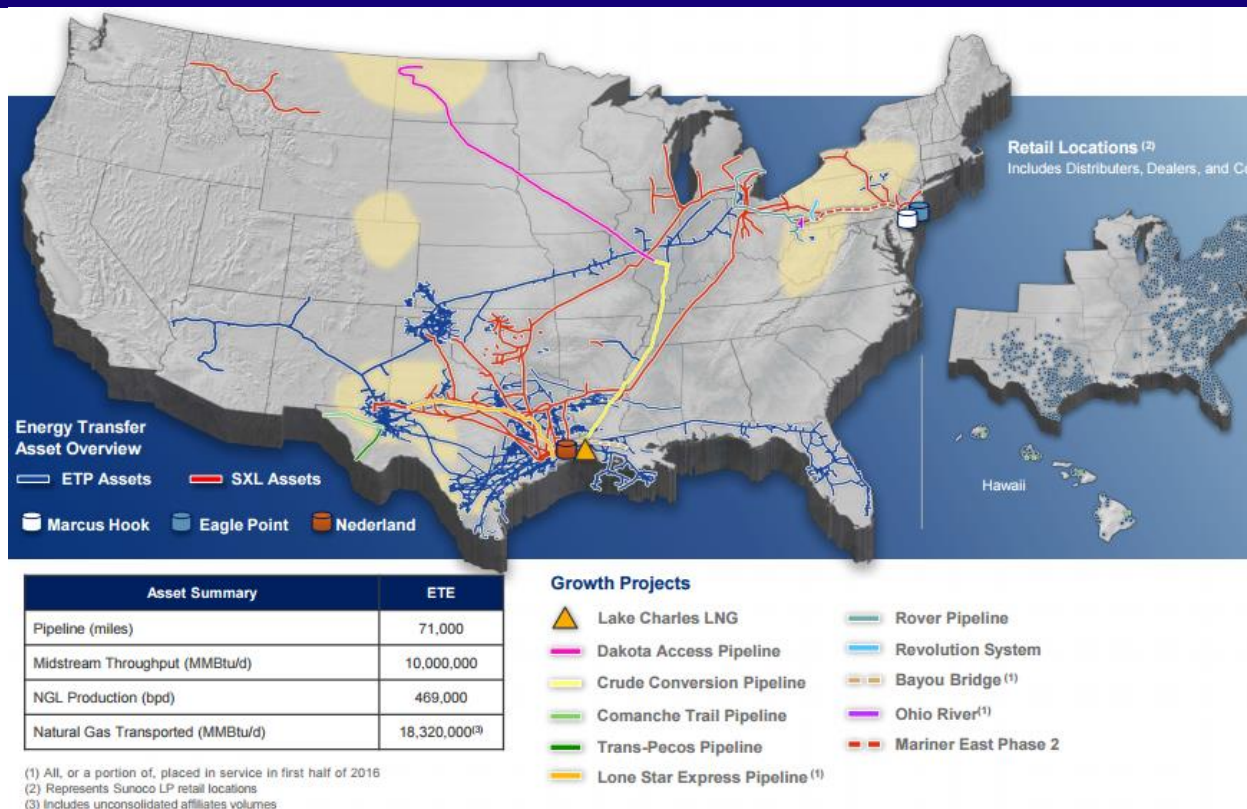 Retail Locations (2)
Includes Distributers, Dealers, and
Hawaii
Energy Transfer
Asset Overview
ETP Assets
SXL Assets
Marcus Hook
Eagle Point
Nederland
Asset Summary ETE
Pipeline (miles) 71,000
Midstream Throughput (MMBtu/d) 10,000,000
NGL Production (bpd) 469,000
Natural Gas Transported (MMBtu/d) 18,320,000(3)
(1) All, or a portion of, placed in service in first half of 2016
(2) Represents Sunoco LP retail locations
(3) Includes unconsolidated affiliates volumes
Growth Projects
Lake Charles LNG
Dakota Access Pipeline
Crude Conversion Pipeline
Comanche Trail Pipeline
Trans-Pecos Pipeline
Lone Star Express Pipeline (1)
Rover Pipeline
Revolution System
Bayou Bridge (1)
Ohio River(1)
Mariner East Phase 2